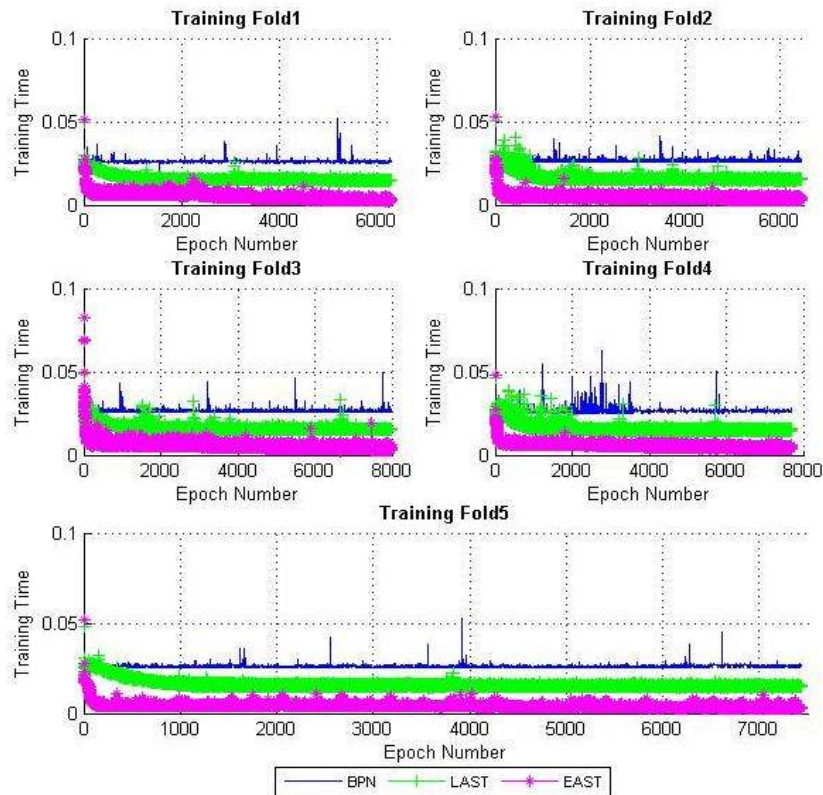 Training Fold1
Training Fold2
0.1
0.05
0
Training Time
0 2000 4000 6000
Epoch Number
0.1
0.05
0
Training Time
0 2000 4000 6000
Epoch Number
Training Fold3
Training Fold4
0.1
0.05
0
Training Time
0 2000 4000 6000 8000
Epoch Number
0.1
0.05
0
Training Time
0 2000 4000 6000 8000
Epoch Number
Training Fold5
0.1
0.05
0
Training Time
0 1000 2000 3000 4000 5000 6000 7000
Epoch Number
BPN LAST EAST